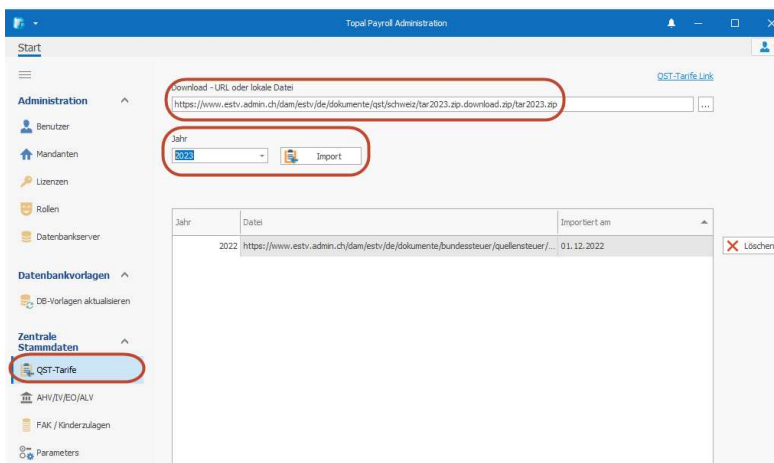 Topal Payroll Administration
Start
QST-Tarife Link
Download - URL oder lokale Datei
https://www.estv.admin.ch/dam/estv/de/dokumente/qst/schweiz/tar2023.zip.download.zip/tar2023.zip
...
Administration
Benutzer
Mandanten
Lizenzen
Rollen
Datenbankserver
Datenbankvorlagen
DB-Vorlagen aktualisieren
Zentrale
Stammdaten
QST-Tarife
AHV/IV/EO/ALV
FAK / Kinderzulagen
Parameters
Jahr
2023
Import
Jahr Datei Importiert am
2022 https://www.estv.admin.ch/dam/estv/de/dokumente/bundessteuer/quellensteuer/... 01.12.2022
Löschen